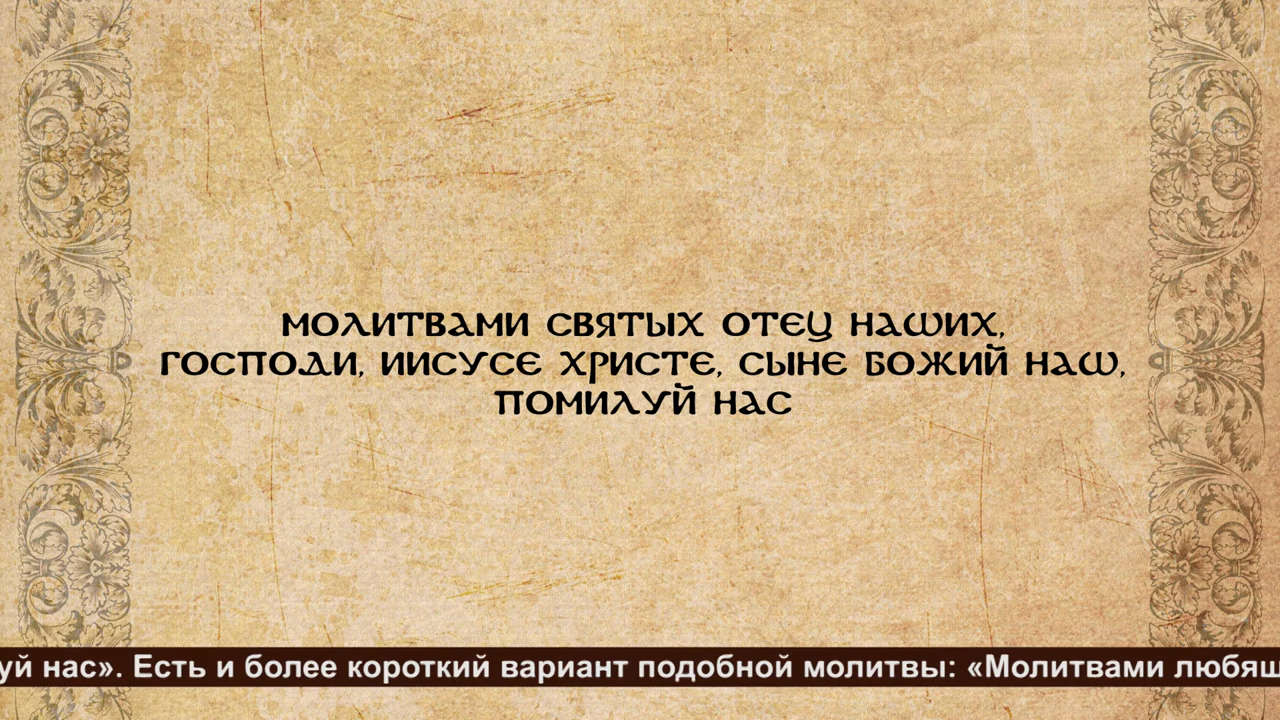 МОЛИТВАМИ СВЯТЫХ ОТЕЦ НАШИХ,
ГОСПОДИ, ИИСУСЕ ХРИСТЕ, СЫНЕ БОЖИЙ НАШ,
ПОМИЛУЙ НАС
уй нас». Есть и более короткий вариант подобной молитвы: «Молитвами любящ